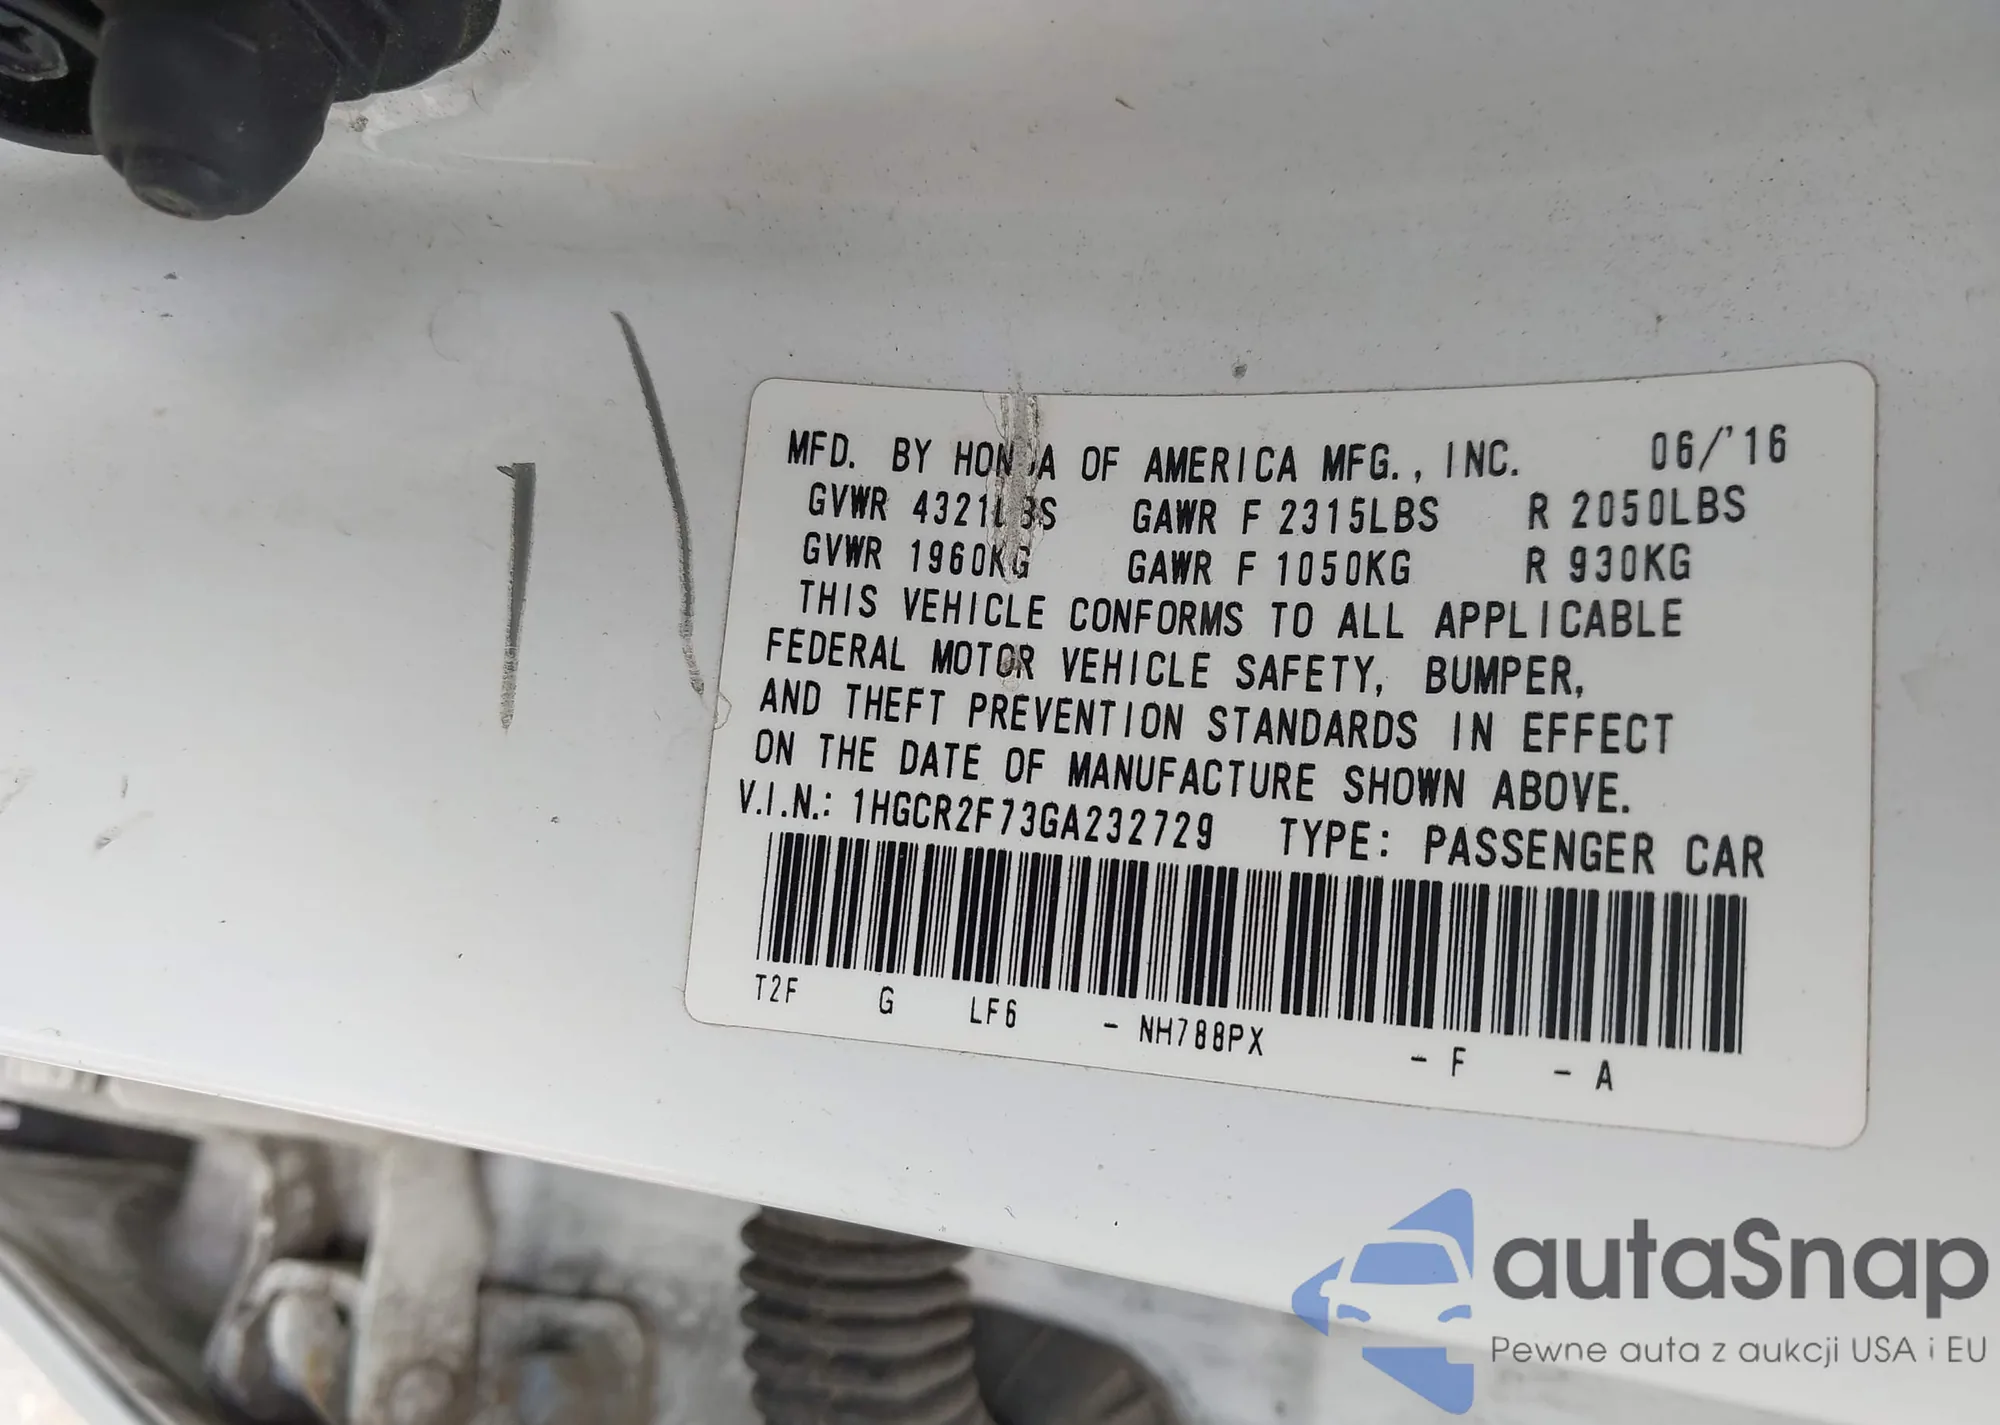 MFD. BY HONDA OF AMERICA MFG., INC. 06/'16
GVWR 4321LBS GAWR F 2315LBS R 2050LBS
GVWR 1960KG GAWR F 1050KG R 930KG
THIS VEHICLE CONFORMS TO ALL APPLICABLE
FEDERAL MOTOR VEHICLE SAFETY, BUMPER,
AND THEFT PREVENTION STANDARDS IN EFFECT
ON THE DATE OF MANUFACTURE SHOWN ABOVE.
V.I.N.: 1HGCR2F73GA232729 TYPE: PASSENGER CAR
T2F G LF6 - NH788PX - F - A
autaSnap
Pewne auta z aukcji USA i EU